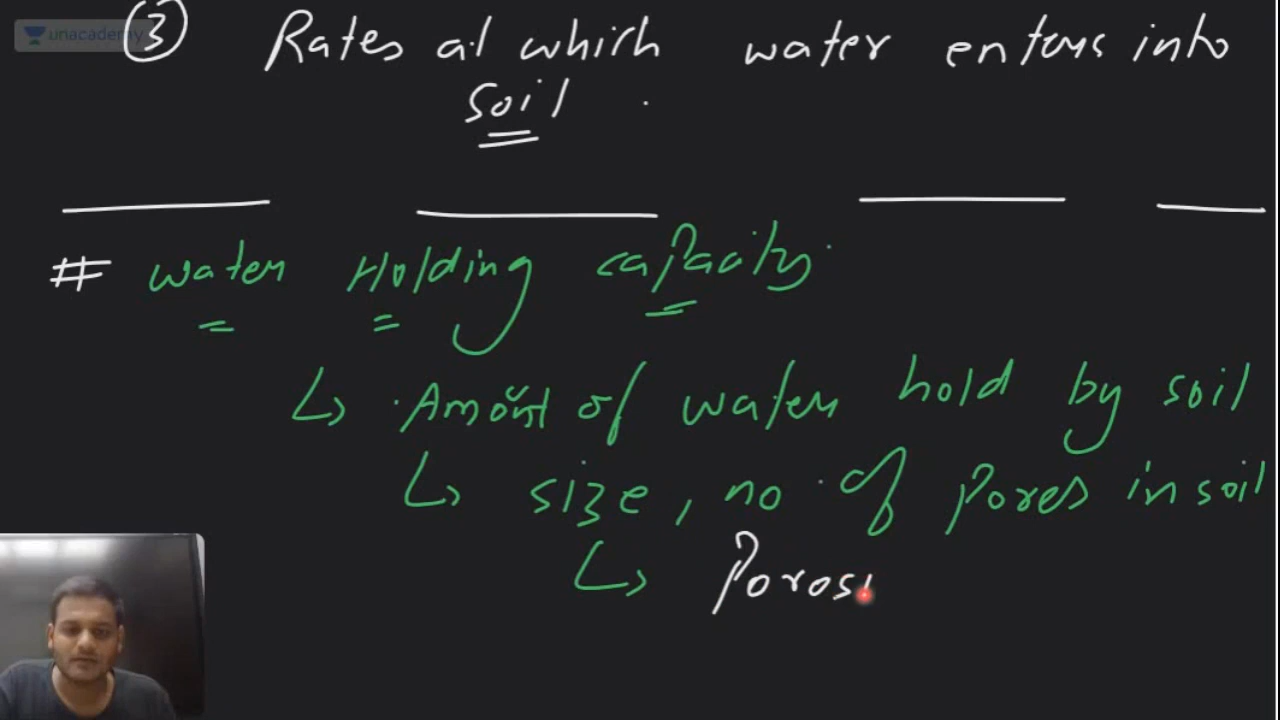 unacademy
③ Rates at which water enters into
soil .
# water Holding capacity
↳ Amount of water hold by soil
↳ size, no of pores in soil
↳ Porosi